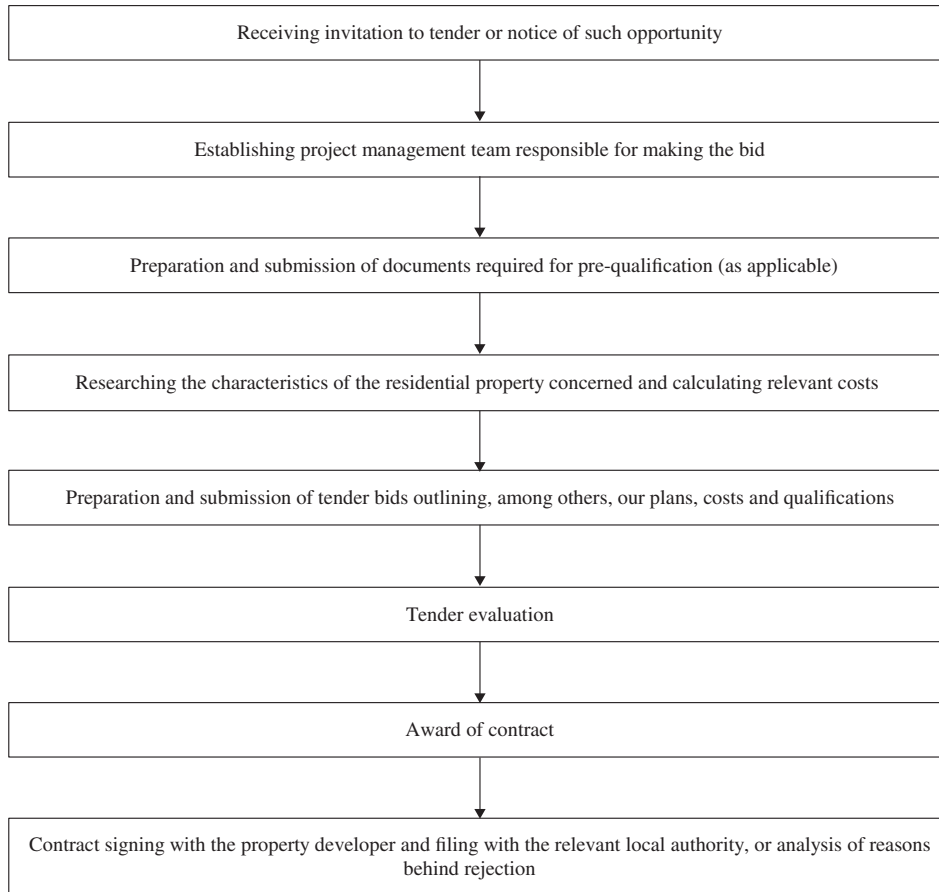 Receiving invitation to tender or notice of such opportunity
Establishing project management team responsible for making the bid
Preparation and submission of documents required for pre-qualification (as applicable)
Researching the characteristics of the residential property concerned and calculating relevant costs
Preparation and submission of tender bids outlining, among others, our plans, costs and qualifications
Tender evaluation
Award of contract
Contract signing with the property developer and filing with the relevant local authority, or analysis of reasons
behind rejection